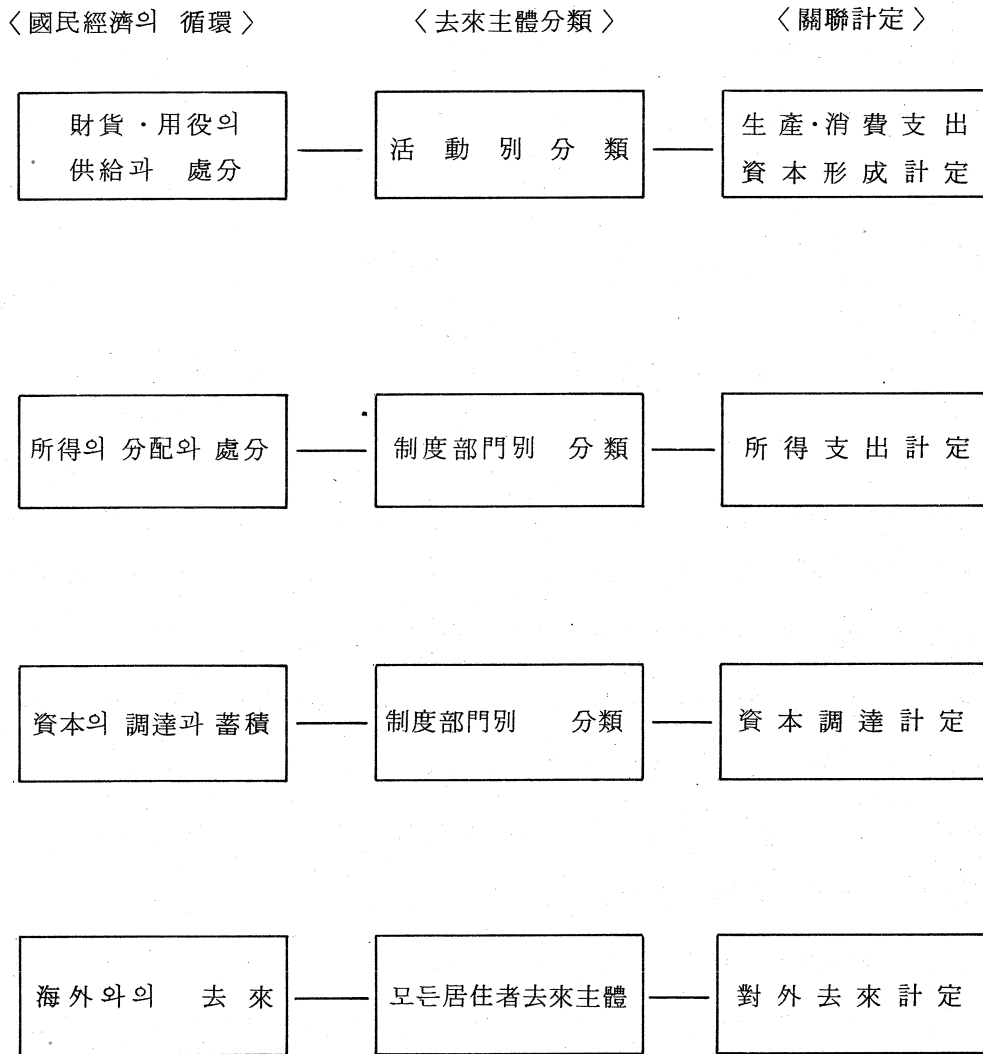 〈國民經濟의 循環〉 〈去來主體分類〉 〈關聯計定〉
財貨·用役의
供給과 處分
活動別分類
生產·消費支出
資本形成計定
所得의 分配와 處分
制度部門別 分類
所得支出計定
資本의 調達과 蓄積
制度部門別 分類
資本調達計定
海外와의 去來
모든居住者去來主體
對外去來計定